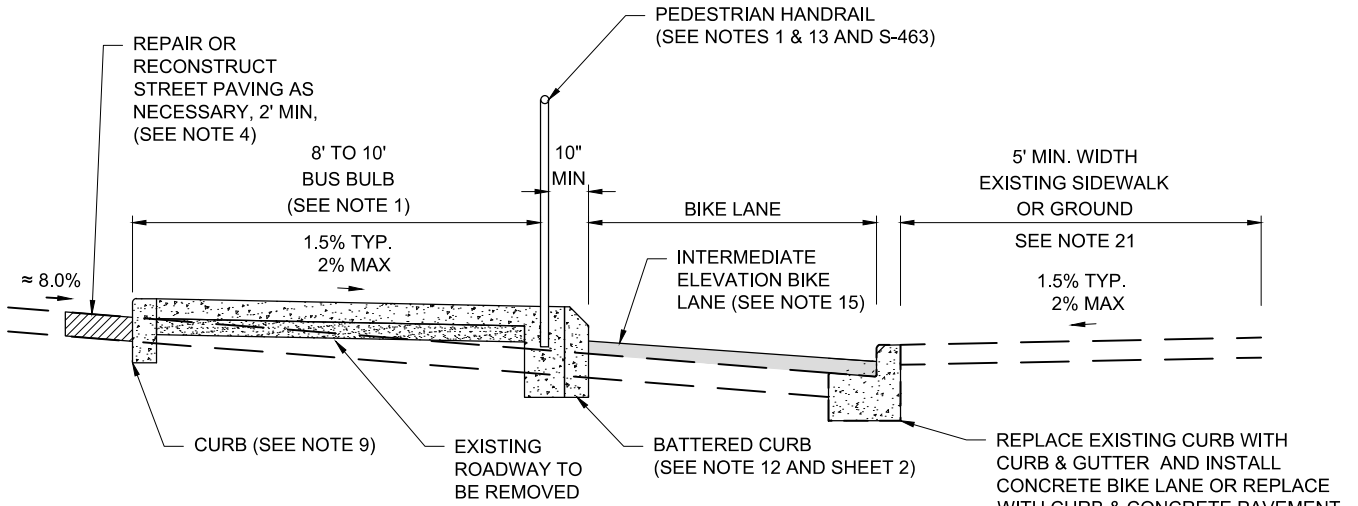 PEDESTRIAN HANDRAIL
(SEE NOTES 1 & 13 AND S-463)
REPAIR OR
RECONSTRUCT
STREET PAVING AS
NECESSARY, 2' MIN,
(SEE NOTE 4)
8' TO 10'
BUS BULB
(SEE NOTE 1)
10"
MIN
BIKE LANE
5' MIN. WIDTH
EXISTING SIDEWALK
OR GROUND
SEE NOTE 21
1.5% TYP.
2% MAX
≈ 8.0%
INTERMEDIATE
ELEVATION BIKE
LANE (SEE NOTE 15)
1.5% TYP.
2% MAX
CURB (SEE NOTE 9)
EXISTING
ROADWAY TO
BE REMOVED
BATTERED CURB
(SEE NOTE 12 AND SHEET 2)
REPLACE EXISTING CURB WITH
CURB & GUTTER AND INSTALL
CONCRETE BIKE LANE OR REPLACE
WITH CURB & CONCRETE PAVEMENT